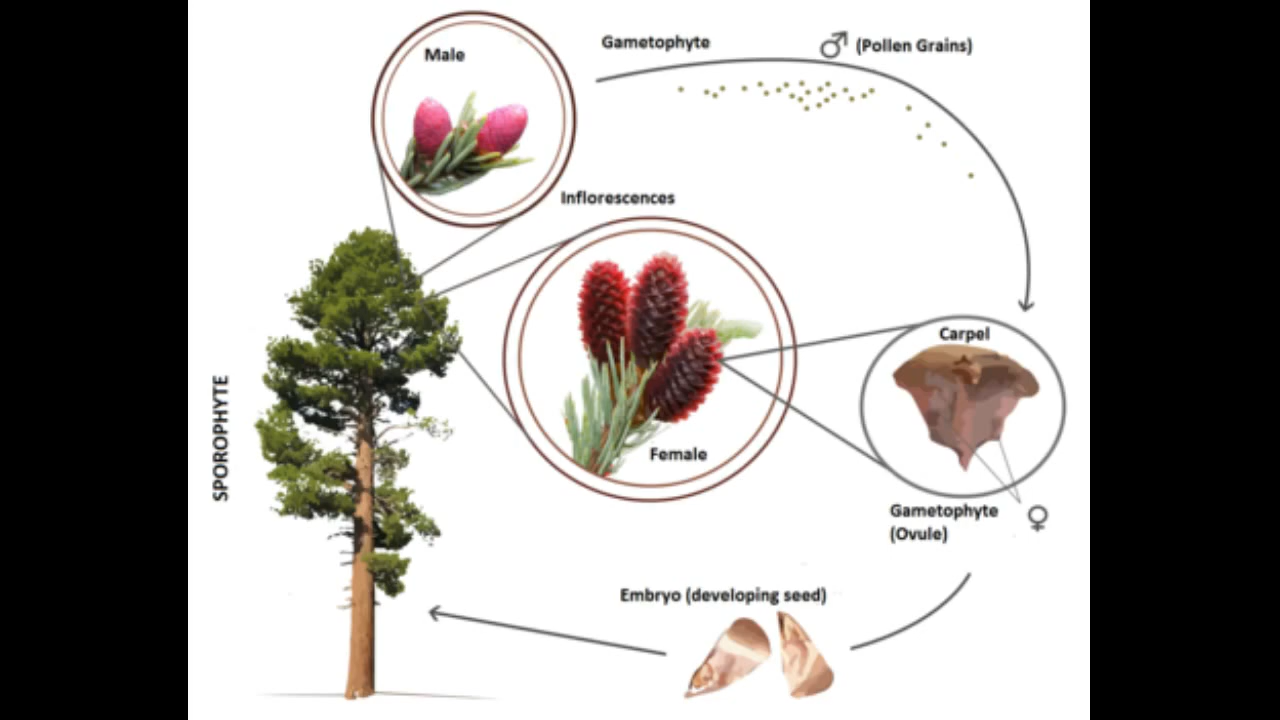 Male
Gametophyte
(Pollen Grains)
Inflorescences
Female
Carpel
SPOROPHYTE
Gametophyte
(Ovule)
Embryo (developing seed)